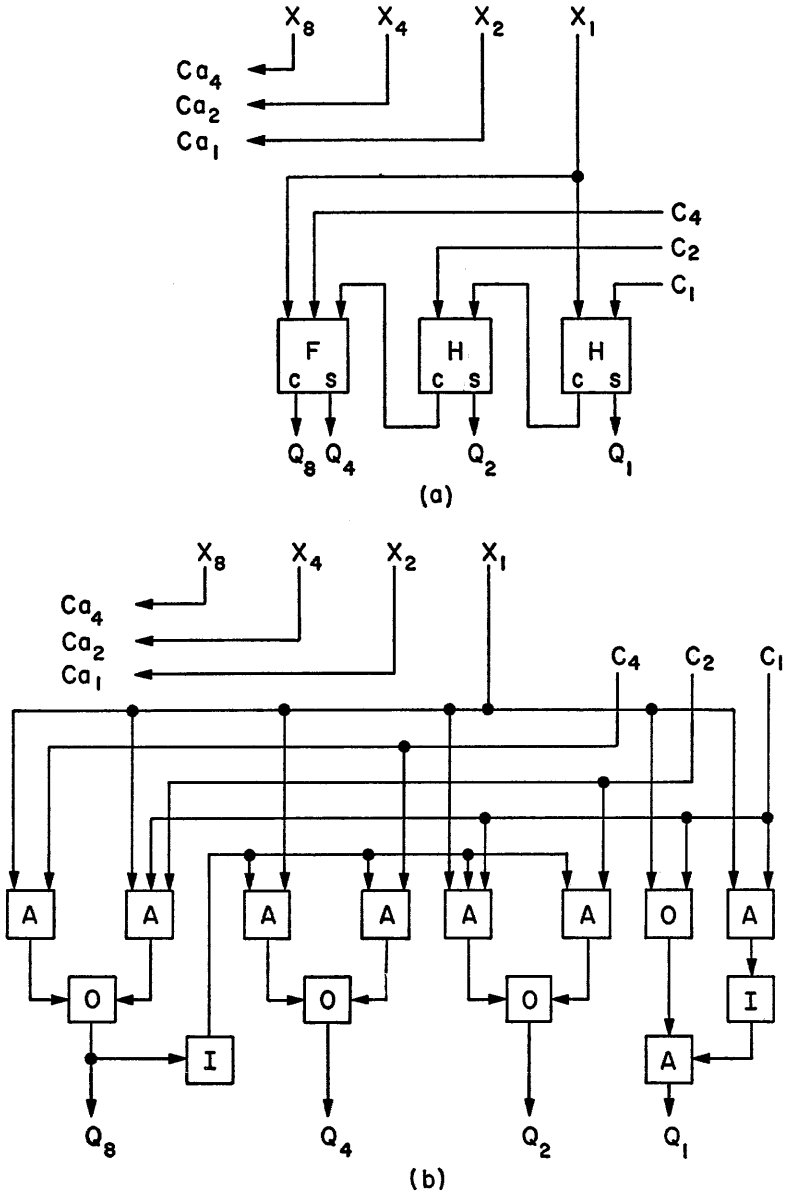 X₈ X₄ X₂ X₁
Ca₄
Ca₂
Ca₁
C₄
C₂
C₁
F H H
C S C S C S
Q₈ Q₄ Q₂ Q₁
(a)
X₈ X₄ X₂ X₁
Ca₄
Ca₂
Ca₁
C₄ C₂ C₁
A A A A A A O A
O O O I
I A
Q₈ Q₄ Q₂ Q₁
(b)